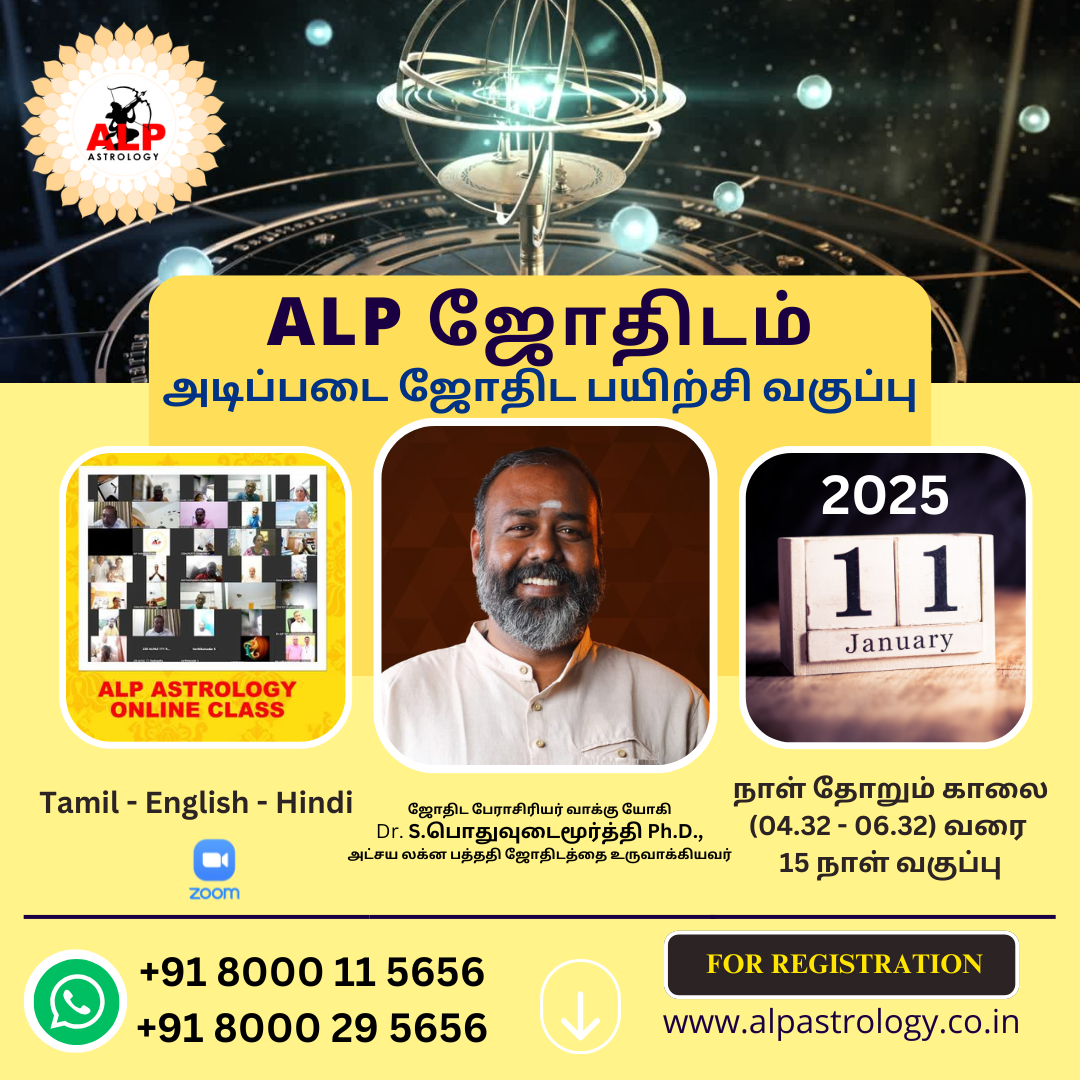 ALP
ASTROLOGY
ALP ஜோதிடம்
அடிப்படை ஜோதிட பயிற்சி வகுப்பு
ALP ASTROLOGY
ONLINE CLASS
2025
11
January
Tamil - English - Hindi
zoom
ஜோதிட பேராசிரியர் வாக்கு யோகி
Dr. S.பொதுவுடைமூர்த்தி Ph.D.,
அட்சய லக்ன பத்ததி ஜோதிடத்தை உருவாக்கியவர்
நாள் தோறும் காலை
(04.32 - 06.32) வரை
15 நாள் வகுப்பு
+91 8000 11 5656
+91 8000 29 5656
FOR REGISTRATION
www.alpastrology.co.in